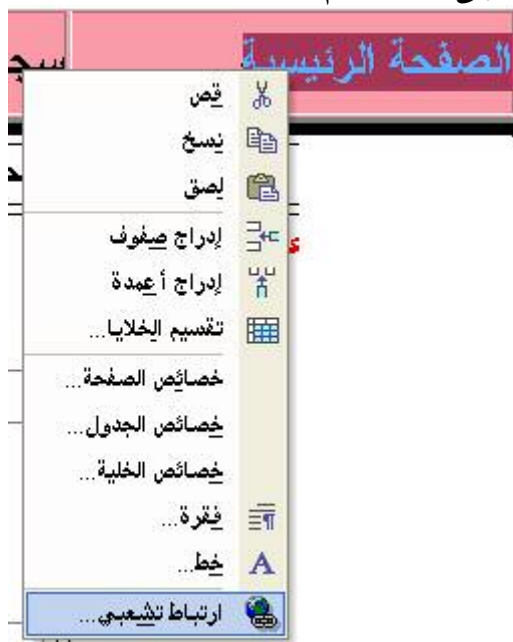 الصفحة الرئيسية
قص
نسخ
لصق
إدراج صفوف
إدراج أعمدة
تقسيم الخلايا...
خصائص الصفحة...
خصائص الجدول...
خصائص الخلية...
فقرة...
خط...
ارتباط تشعبي...